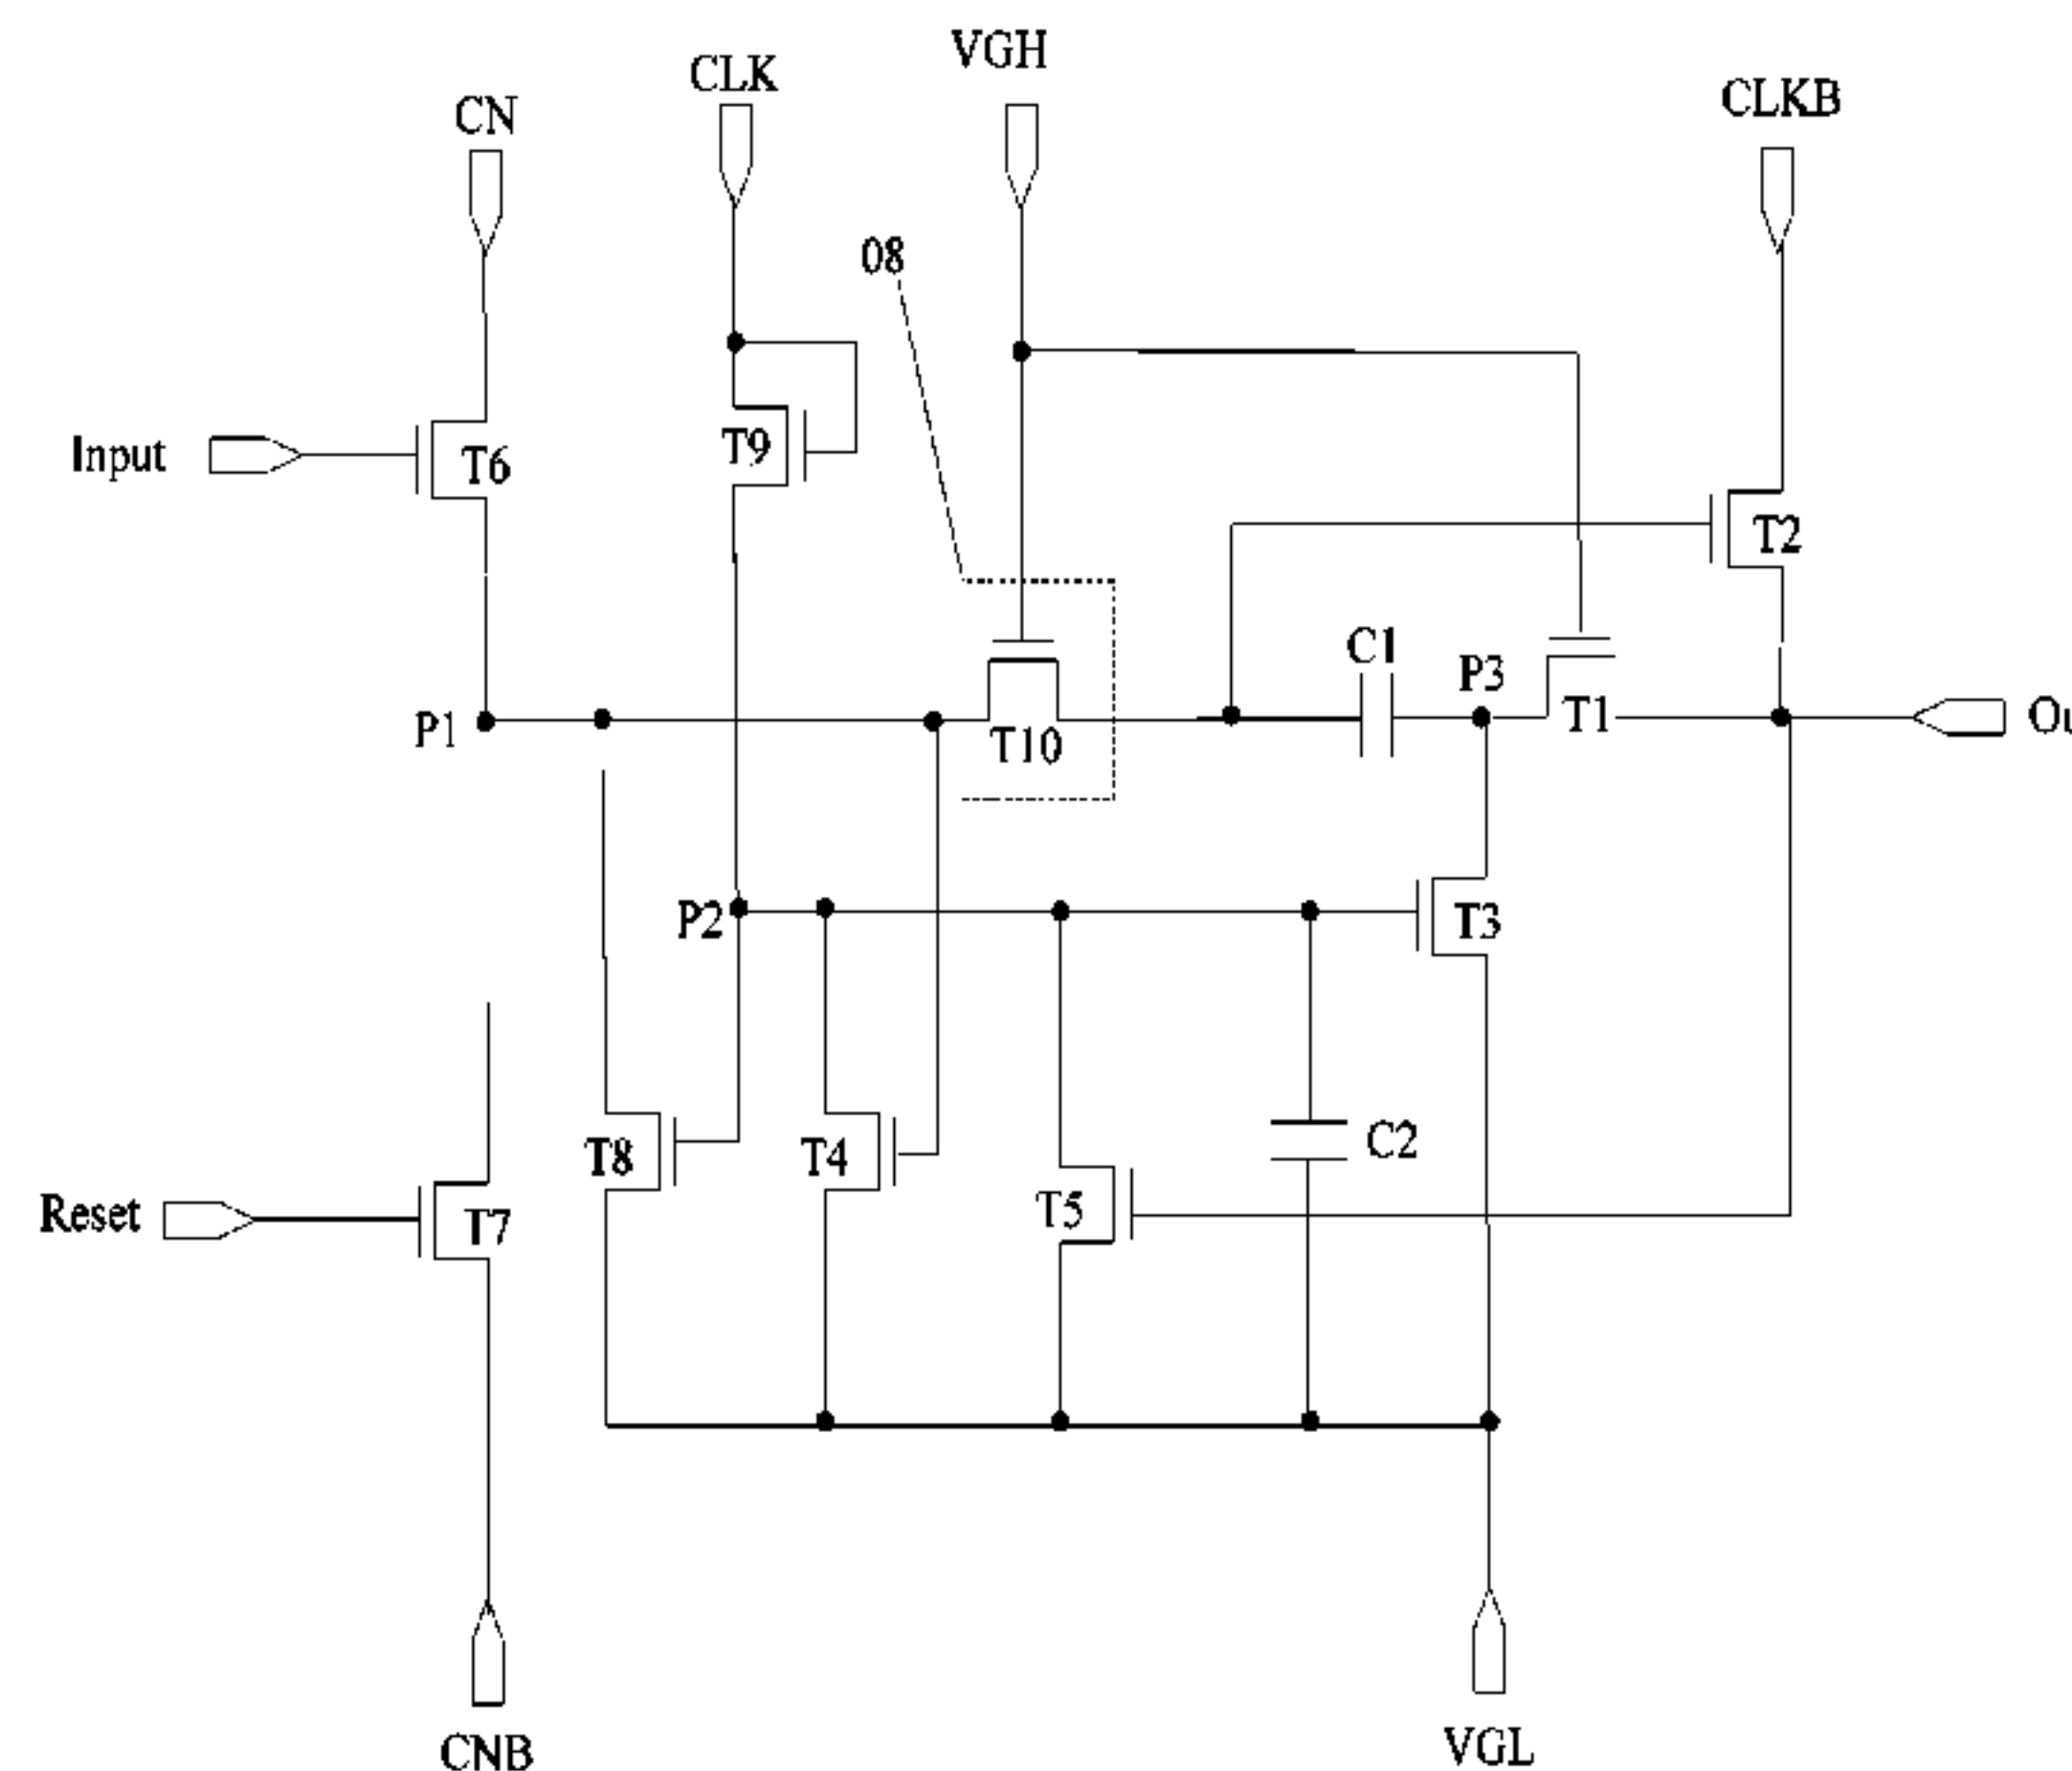 VGH
CLK
CLKB
CN
08
T9
Input
T6
T2
C1
P3
P1
T10
T1
P2
T3
T8
T4
C2
T5
Reset
T7
CNB
VGL